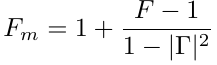 $F_m = 1 + \frac{F - 1}{1 - |\Gamma|^2}$